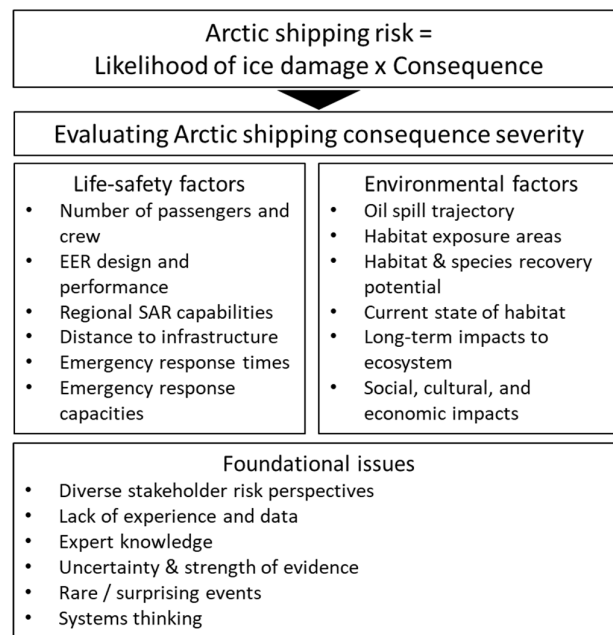 Arctic shipping risk =
Likelihood of ice damage x Consequence
Evaluating Arctic shipping consequence severity
Life-safety factors
• Number of passengers and
crew
• EER design and
performance
• Regional SAR capabilities
• Distance to infrastructure
• Emergency response times
• Emergency response
capacities
Environmental factors
• Oil spill trajectory
• Habitat exposure areas
• Habitat & species recovery
potential
• Current state of habitat
• Long-term impacts to
ecosystem
• Social, cultural, and
economic impacts
Foundational issues
• Diverse stakeholder risk perspectives
• Lack of experience and data
• Expert knowledge
• Uncertainty & strength of evidence
• Rare / surprising events
• Systems thinking